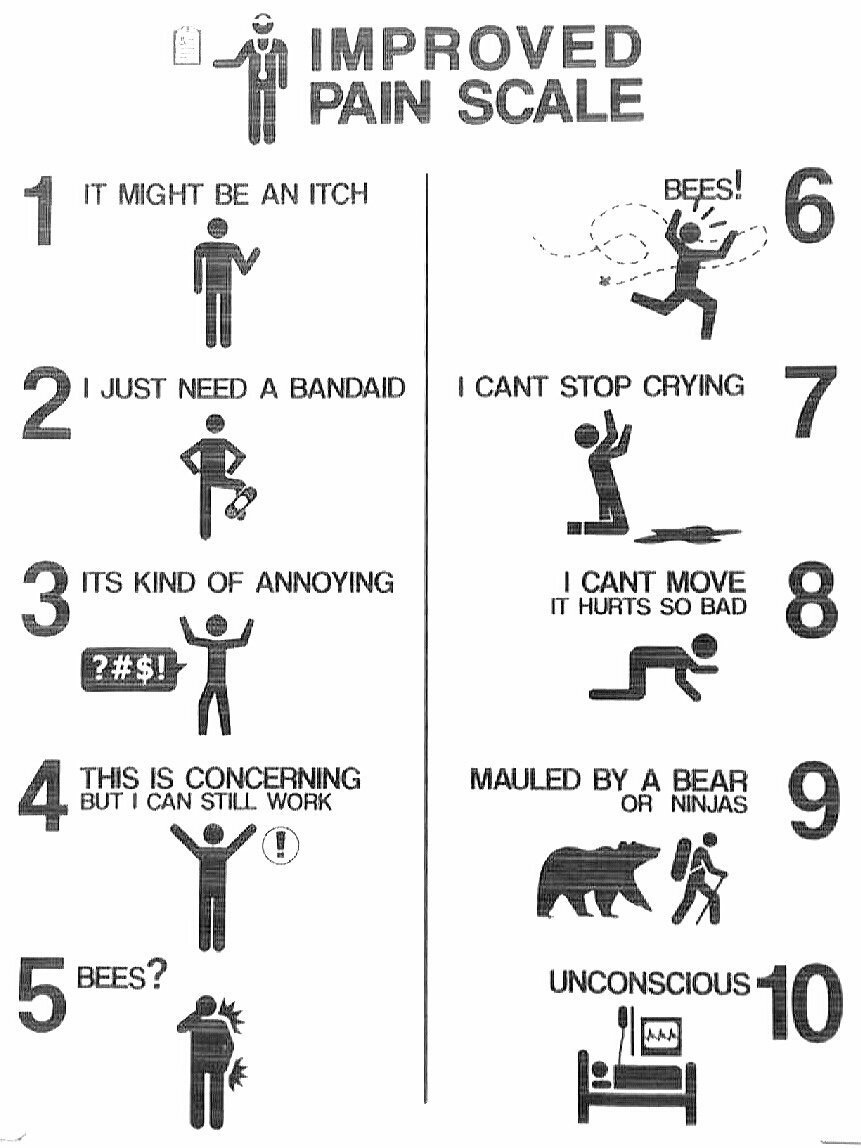 IMPROVED
PAIN SCALE
1 IT MIGHT BE AN ITCH
2 I JUST NEED A BANDAID
3 ITS KIND OF ANNOYING
?#$!
4 THIS IS CONCERNING
BUT I CAN STILL WORK
!
5 BEES?
BEES! 6
I CANT STOP CRYING 7
I CANT MOVE 8
IT HURTS SO BAD
MAULED BY A BEAR 9
OR NINJAS
UNCONSCIOUS 10